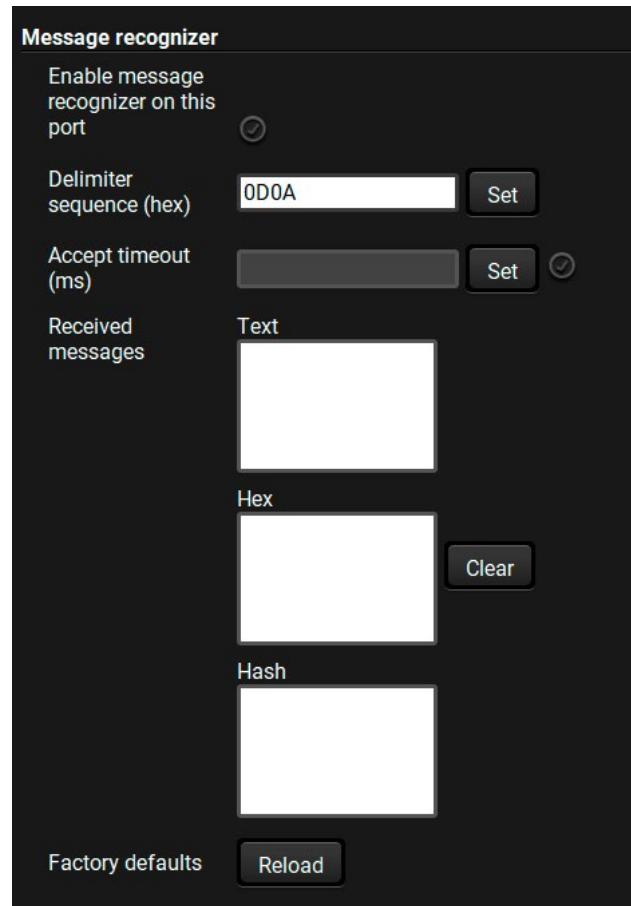 Message recognizer
Enable message
recognizer on this
port
Delimiter
sequence (hex)
0D0A
Set
Accept timeout
(ms)
Set
Received
messages
Text
Hex
Clear
Hash
Factory defaults
Reload